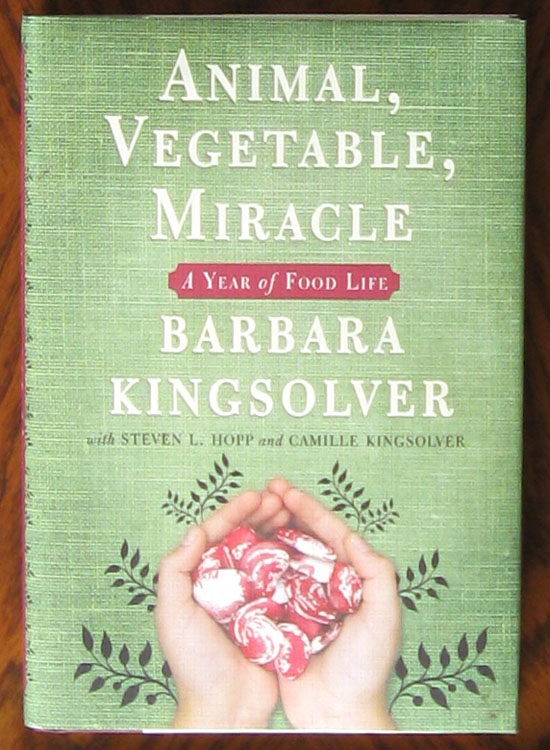 ANIMAL,
VEGETABLE,
MIRACLE
A YEAR of FOOD LIFE
BARBARA
KINGSOLVER
with STEVEN L. HOPP and CAMILLE KINGSOLVER